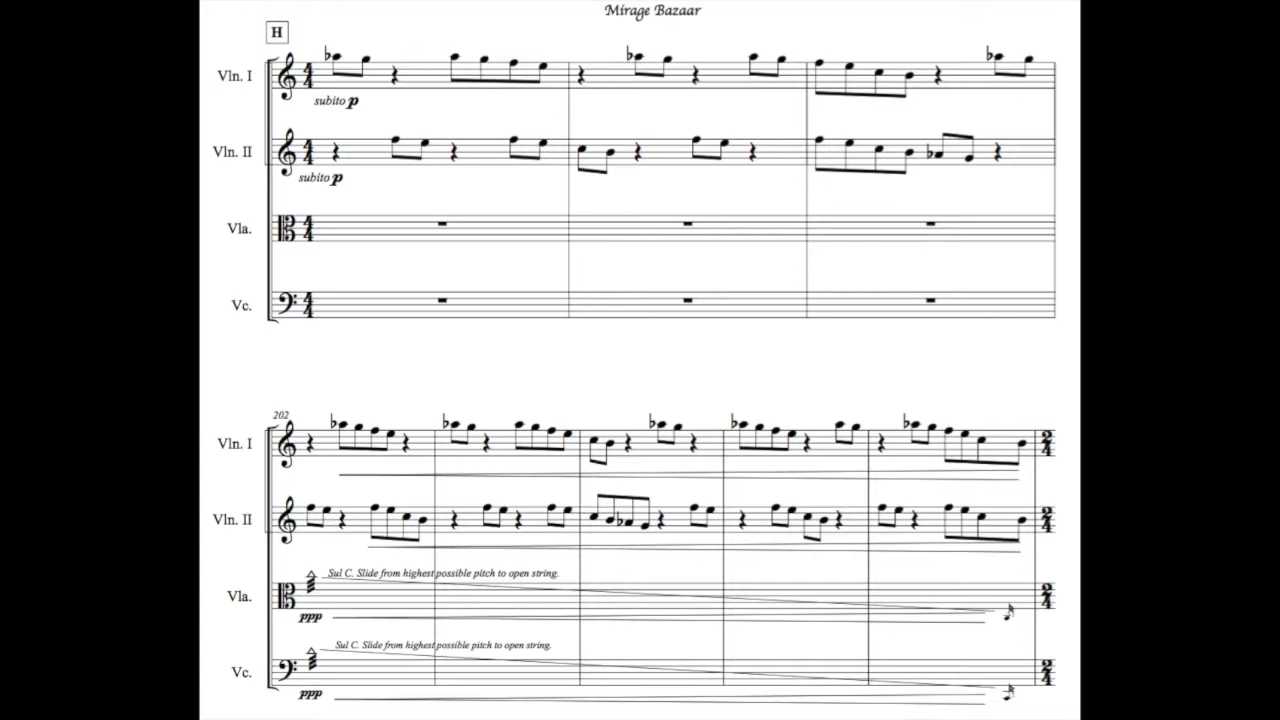 Mirage Bazaar
H
Vln. I
subito p
Vln. II
subito p
Vla.
Vc.
202
Vln. I
Vln. II
Sul C. Slide from highest possible pitch to open string.
Vla.
ppp
Sul C. Slide from highest possible pitch to open string.
Vc.
ppp